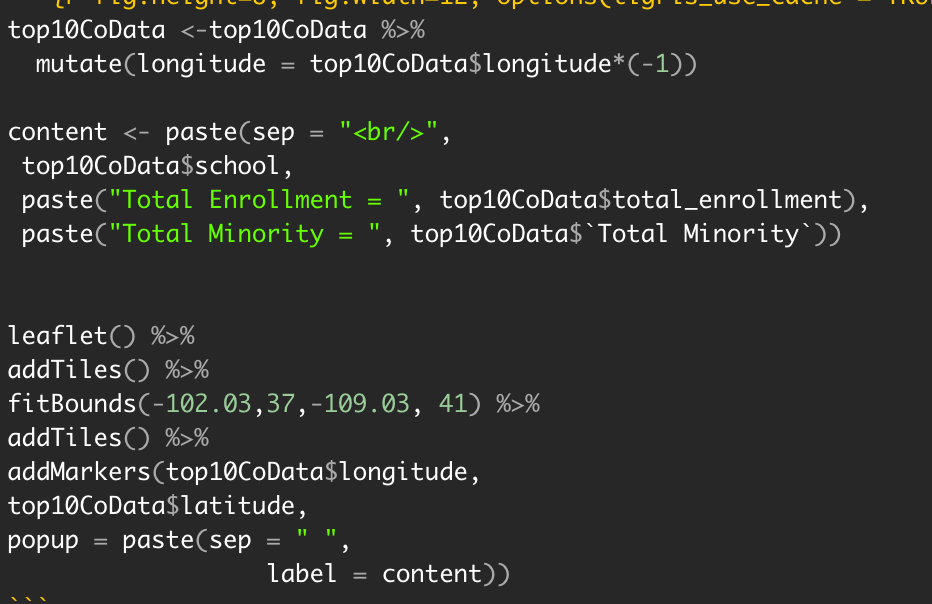 top10CoData <-top10CoData %>%
  mutate(longitude = top10CoData$longitude*(-1))
content <- paste(sep = "<br/>",
 top10CoData$school,
 paste("Total Enrollment = ", top10CoData$total_enrollment),
 paste("Total Minority = ", top10CoData$`Total Minority`))
leaflet() %>%
addTiles() %>%
fitBounds(-102.03,37,-109.03, 41) %>%
addTiles() %>%
addMarkers(top10CoData$longitude,
top10CoData$latitude,
popup = paste(sep = " ",
                  label = content))
```